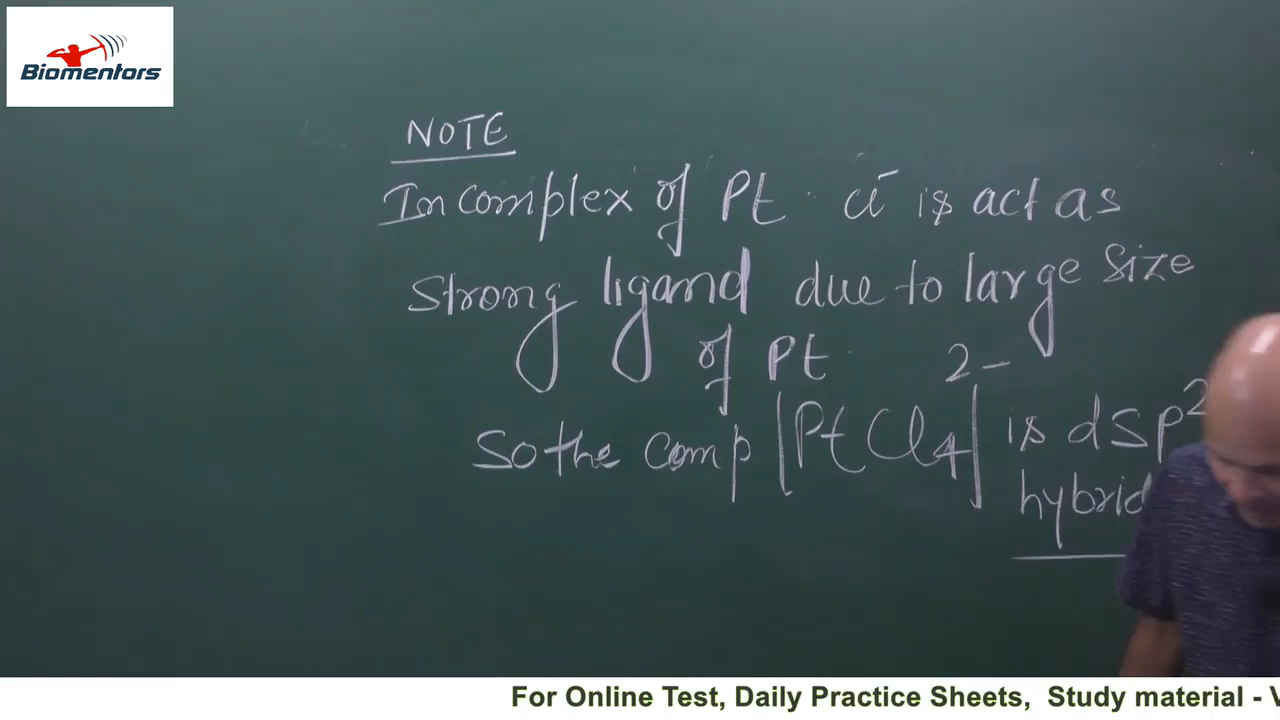 Biomentors
NOTE
In complex of Pt Cl⁻ is act as
Strong ligand due to large size
of Pt
So the comp [PtCl₄]²⁻ is dsp²
hybrid
For Online Test, Daily Practice Sheets, Study material - V